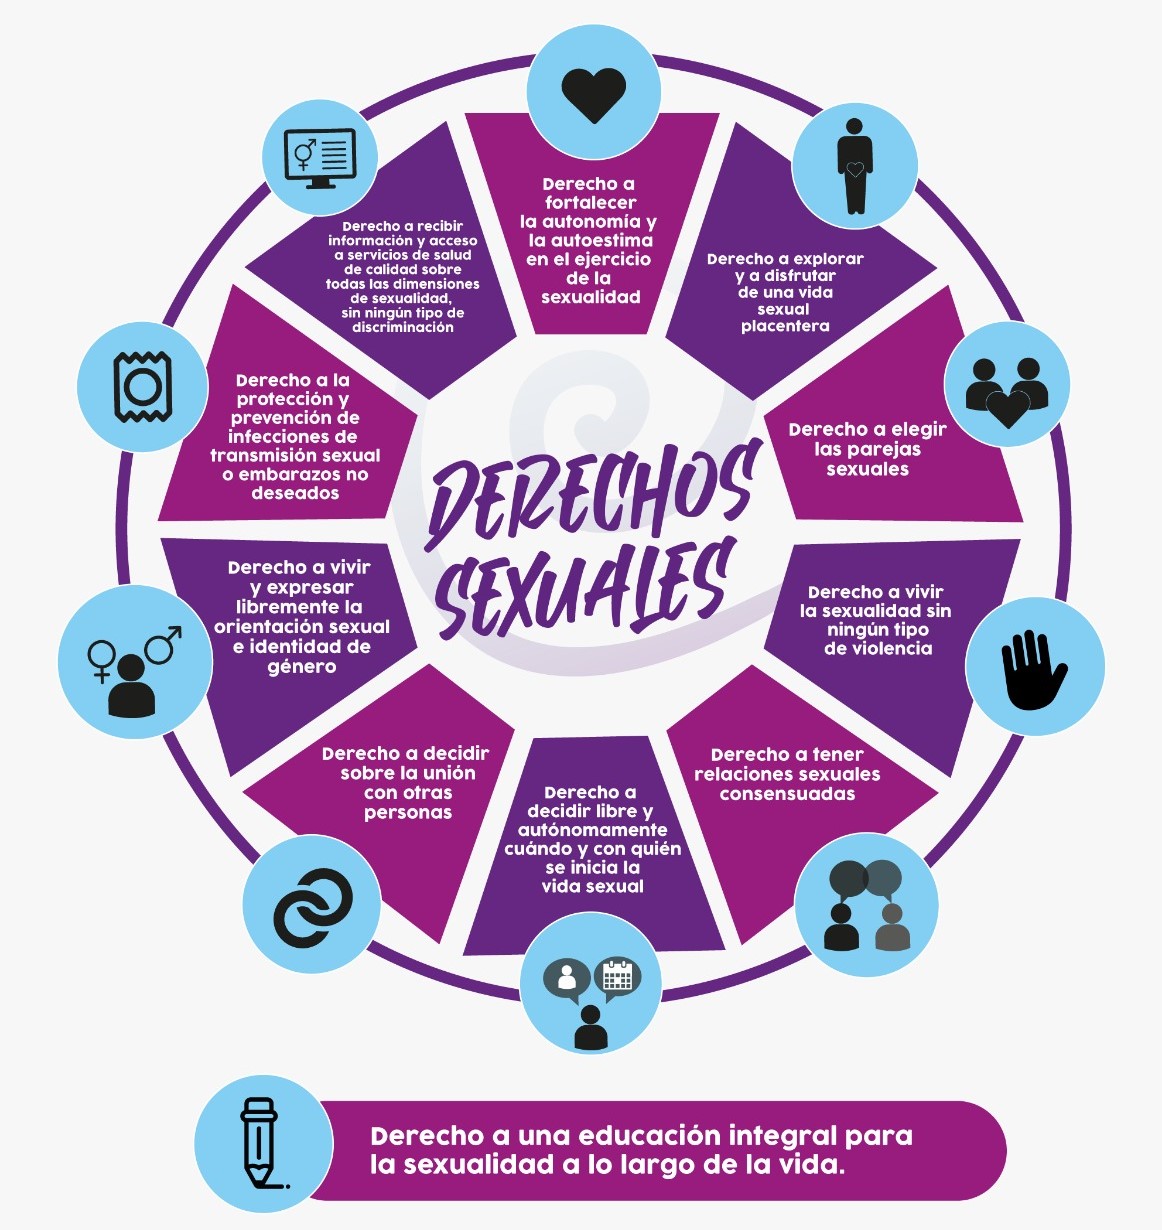 DERECHOS
SEXUALES
Derecho a
fortalecer
la autonomía y
la autoestima
en el ejercicio
de la
sexualidad
Derecho a explorar
y a disfrutar
de una vida
sexual
placentera
Derecho a elegir
las parejas
sexuales
Derecho a vivir
la sexualidad sin
ningún tipo
de violencia
Derecho a tener
relaciones sexuales
consensuadas
Derecho a
decidir libre y
autónomamente
cuándo y con quién
se inicia la
vida sexual
Derecho a decidir
sobre la unión
con otras
personas
Derecho a vivir
y expresar
libremente la
orientación sexual
e identidad de
género
Derecho a la
protección y
prevención de
infecciones de
transmisión sexual
o embarazos no
deseados
Derecho a recibir
información y acceso
a servicios de salud
de calidad sobre
todas las dimensiones
de sexualidad,
sin ningún tipo de
discriminación
Derecho a una educación integral para
la sexualidad a lo largo de la vida.